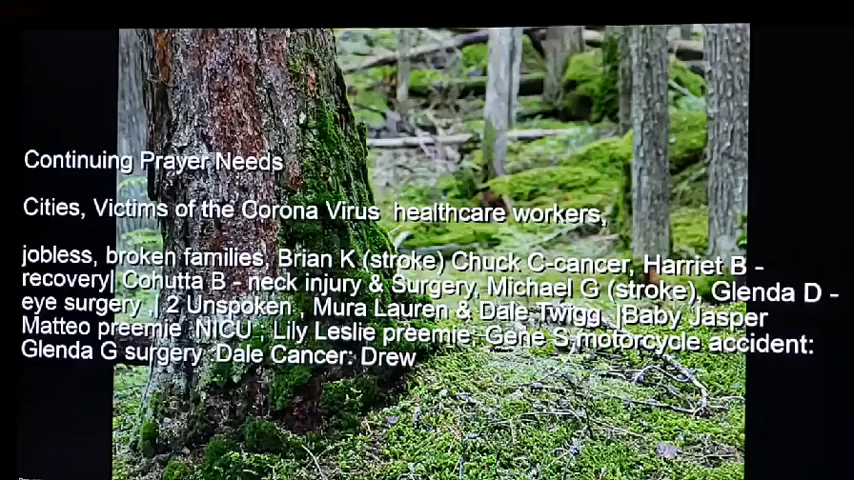 Continuing Prayer Needs
Cities, Victims of the Corona Virus healthcare workers,
jobless, broken families, Brian K (stroke) Chuck C-cancer, Harriet B -
recovery| Cohutta B - neck injury & Surgery, Michael G (stroke), Glenda D -
eye surgery , 2 Unspoken , Mura Lauren & Dale Twigg, |Baby Jasper
Matteo preemie NICU ; Lily Leslie preemie, Gene S,motorcycle accident:
Glenda G surgery ;Dale Cancer: Drew